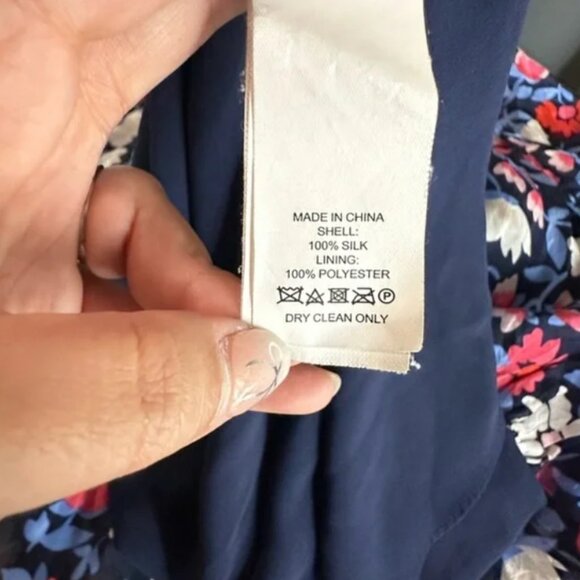 MADE IN CHINA
SHELL:
100% SILK
LINING:
100% POLYESTER
P
DRY CLEAN ONLY